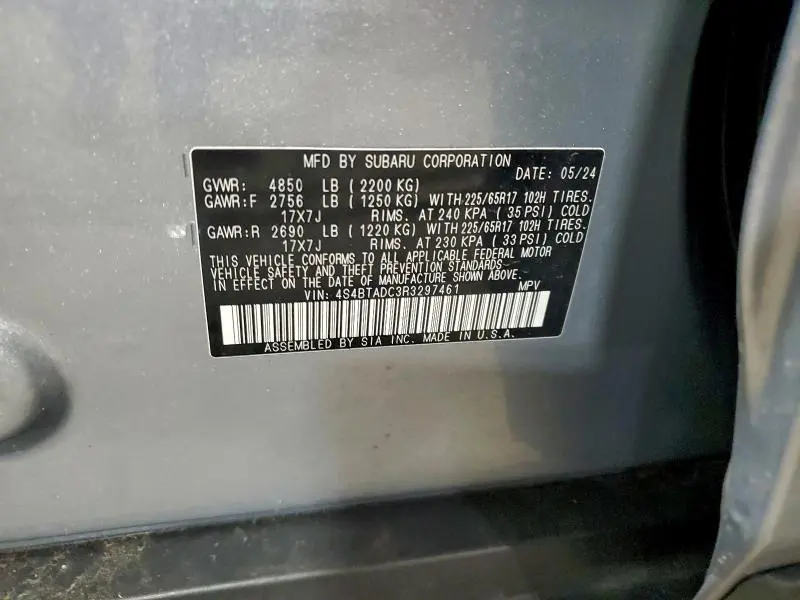 MFD BY SUBARU CORPORATION
DATE: 05/24
GVWR: 4850 LB (2200 KG)
GAWR:F 2756 LB (1250 KG) WITH 225/65R17 102H TIRES.
17X7J RIMS. AT 240 KPA (35 PSI) COLD
GAWR:R 2690 LB (1220 KG) WITH 225/65R17 102H TIRES.
17X7J RIMS. AT 230 KPA (33 PSI) COLD
THIS VEHICLE CONFORMS TO ALL APPLICABLE FEDERAL MOTOR
VEHICLE SAFETY AND THEFT PREVENTION STANDARDS
IN EFFECT ON THE DATE OF MANUFACTURE SHOWN ABOVE.
VIN: 4S4BTADC3R3297461 MPV
ASSEMBLED BY SIA INC. MADE IN U.S.A.